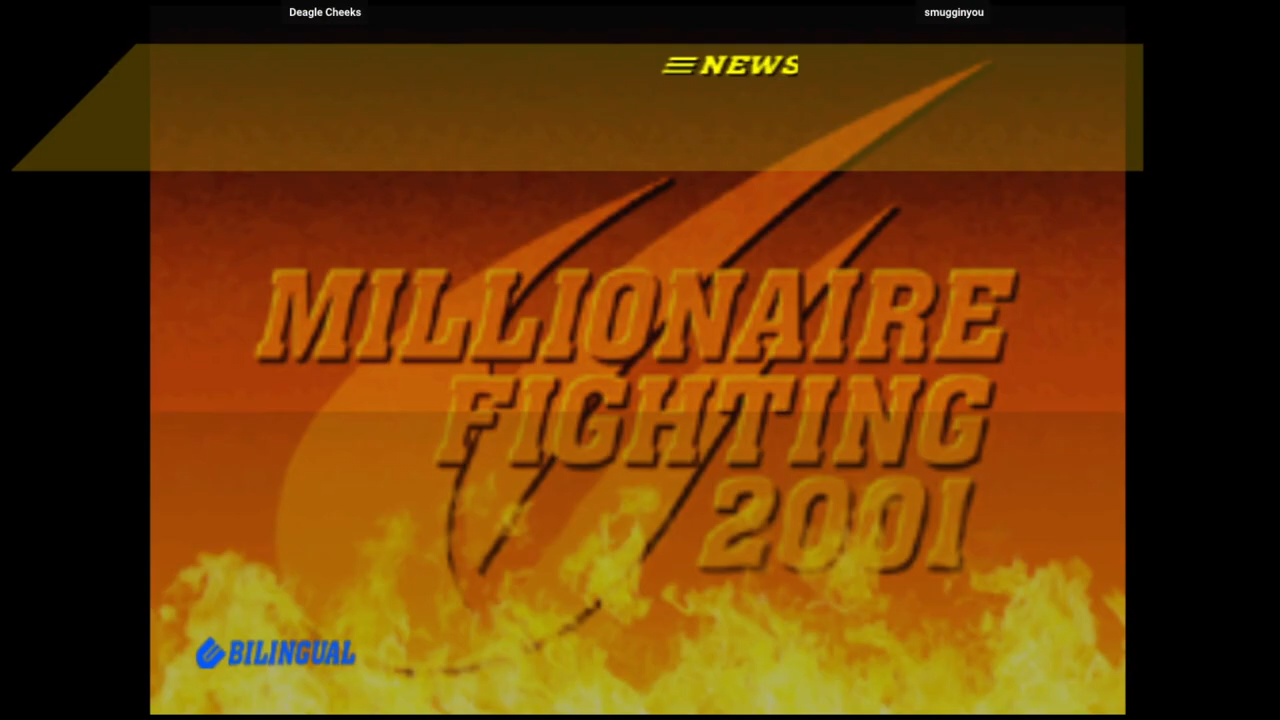 Deagle Cheeks
smugginyou
NEWS
MILLIONAIRE
FIGHTING
2001
BILINGUAL